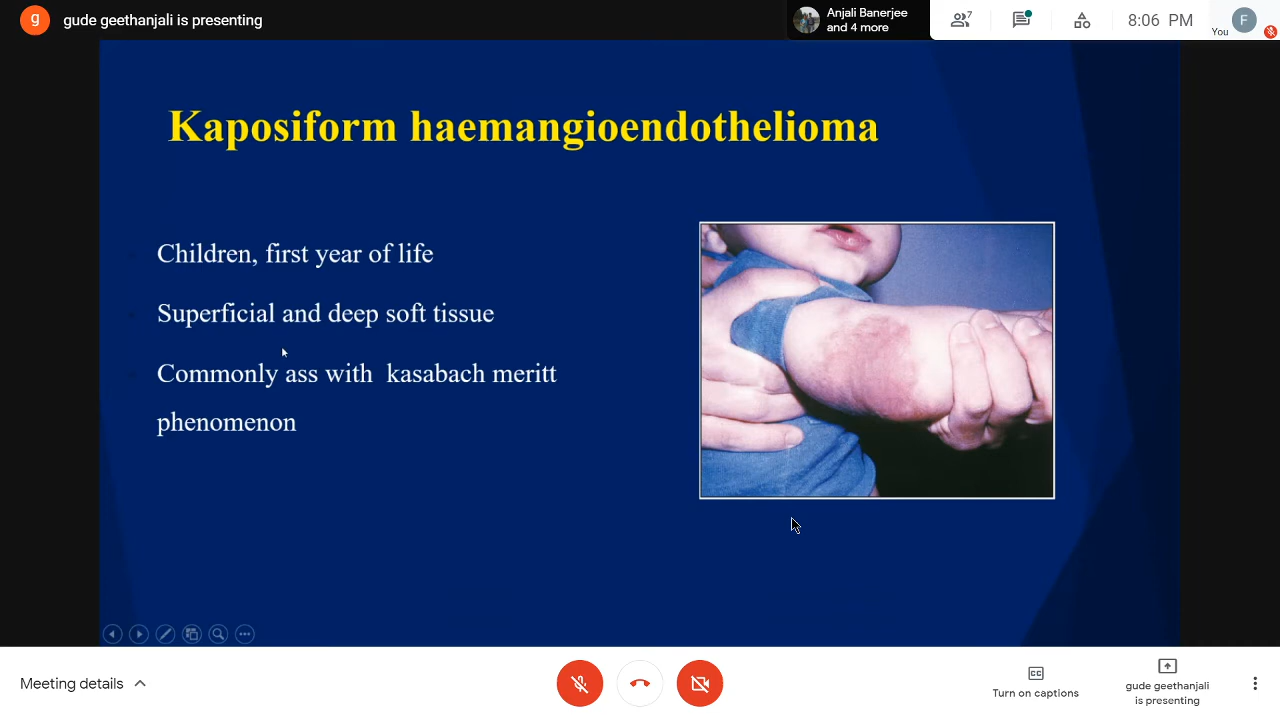 g
gude geethanjali is presenting
Anjali Banerjee
and 4 more
7
8:06 PM
You
F
Kaposiform haemangioendothelioma
Children, first year of life
Superficial and deep soft tissue
Commonly ass with kasabach meritt
phenomenon
Meeting details
CC
Turn on captions
gude geethanjali
is presenting